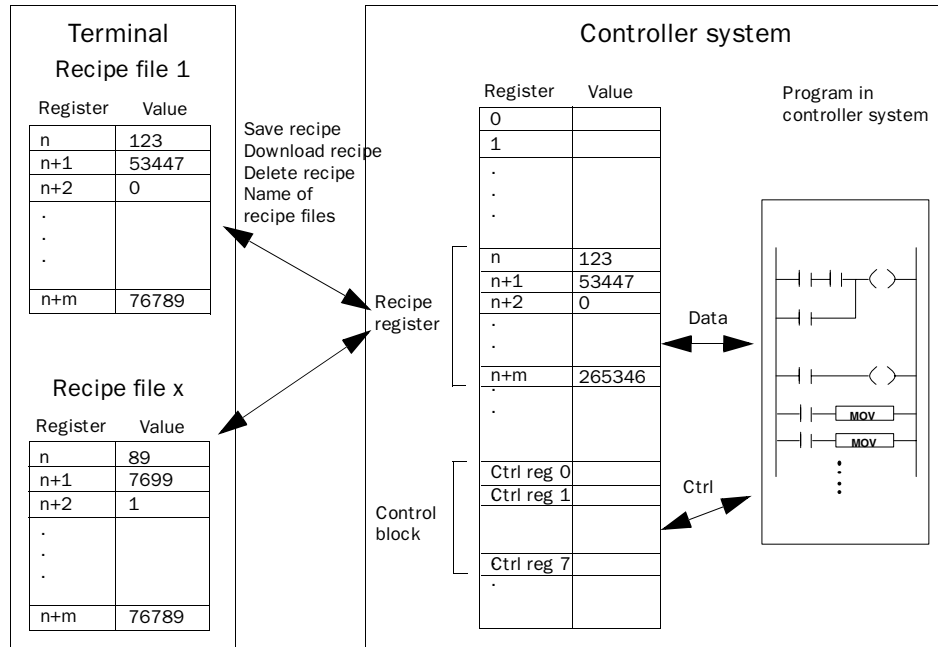 Terminal
Recipe file 1
Register Value
n 123
n+1 53447
n+2 0
.
.
.
n+m 76789
Recipe file x
Register Value
n 89
n+1 7699
n+2 1
.
.
.
n+m 76789
Save recipe
Download recipe
Delete recipe
Name of
recipe files
Controller system
Register Value
0
1
.
.
.
n 123
n+1 53447
n+2 0
.
.
n+m 265346
.
.
Ctrl reg 0
Ctrl reg 1
Ctrl reg 7
.
Recipe
register
Control
block
Data
Ctrl
Program in
controller system
MOV
MOV